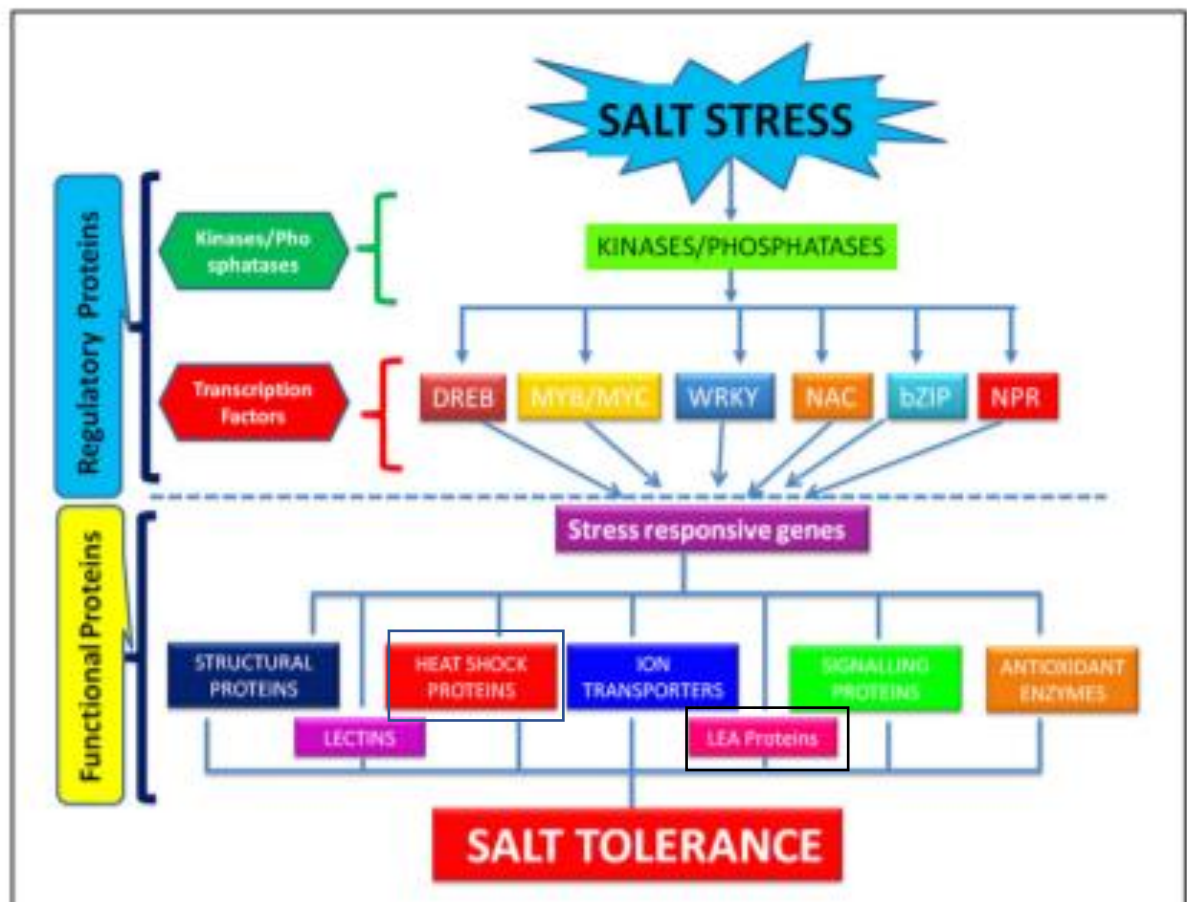 SALT STRESS
Regulatory Proteins
Kinases/Pho
sphatases
KINASES/PHOSPHATASES
Transcription
Factors
DREB
MYB/MYC
WRKY
NAC
bZIP
NPR
Functional Proteins
Stress responsive genes
STRUCTURAL
PROTEINS
HEAT SHOCK
PROTEINS
ION
TRANSPORTERS
SIGNALLING
PROTEINS
ANTIOXIDANT
ENZYMES
LECTINS
LEA Proteins
SALT TOLERANCE